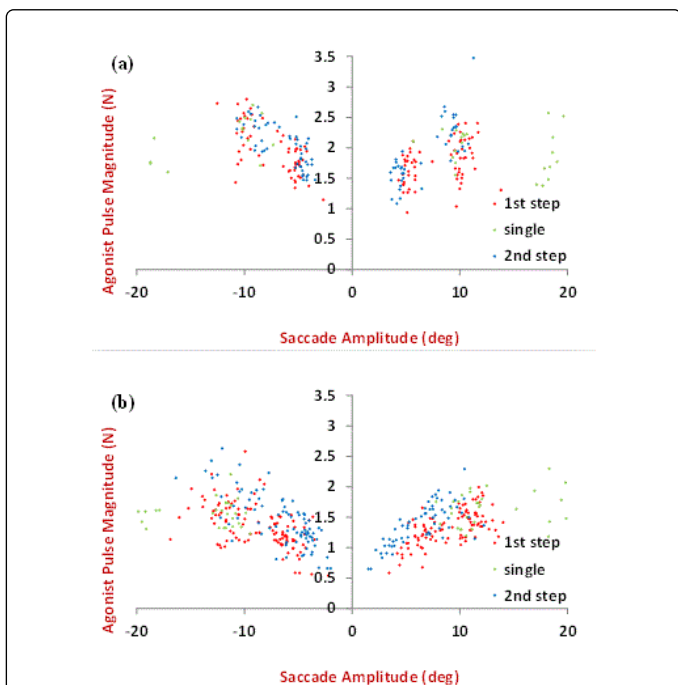 (a)
Agonist Pulse Magnitude (N)
3.5
3
2.5
2
1.5
1
0.5
0
1st step
single
2nd step
-20 -10 0 10 20
Saccade Amplitude (deg)
(b)
Agonist Pulse Magnitude (N)
3.5
3
2.5
2
1.5
1
0.5
0
1st step
single
2nd step
-20 -10 0 10 20
Saccade Amplitude (deg)